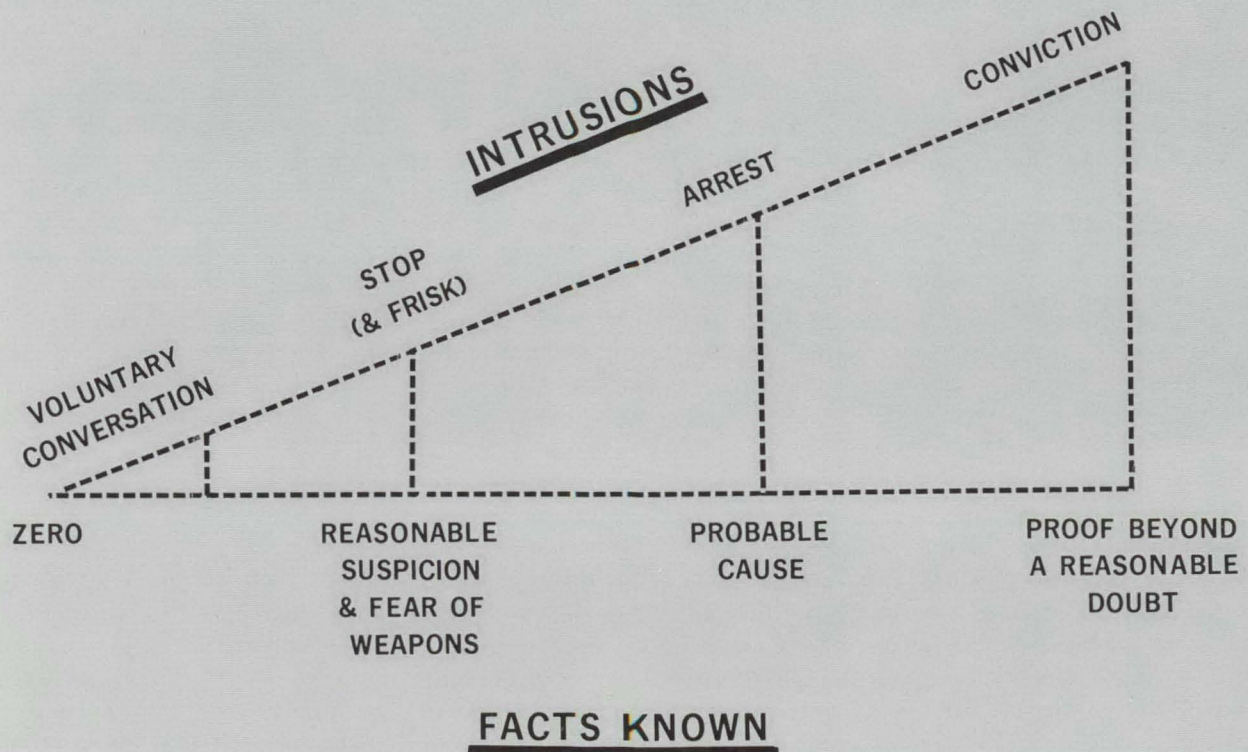 INTRUSIONS
CONVICTION
ARREST
STOP
(& FRISK)
VOLUNTARY
CONVERSATION
ZERO
REASONABLE
SUSPICION
& FEAR OF
WEAPONS
PROBABLE
CAUSE
PROOF BEYOND
A REASONABLE
DOUBT
FACTS KNOWN